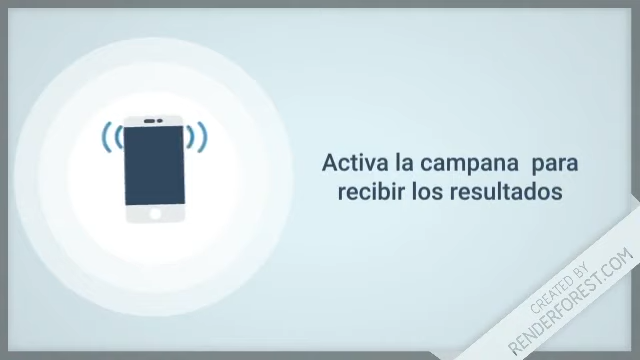 Activa la campana  para
recibir los resultados
CREATED BY
RENDERFOREST.COM